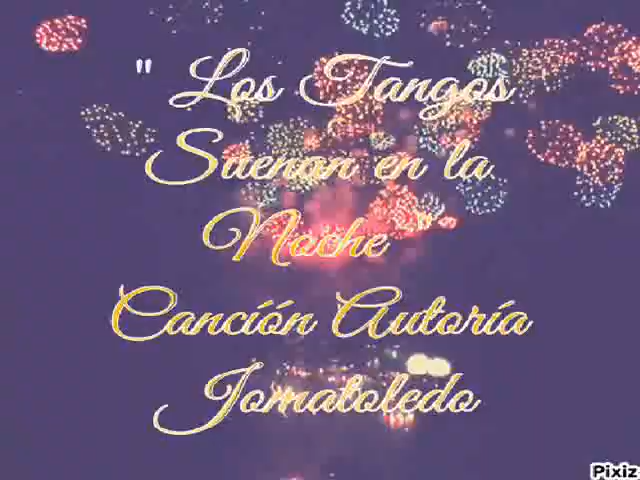 " Los Tangos
Suenan en la
Noche "
Canción Autoría
Jomatoledo
Pixiz